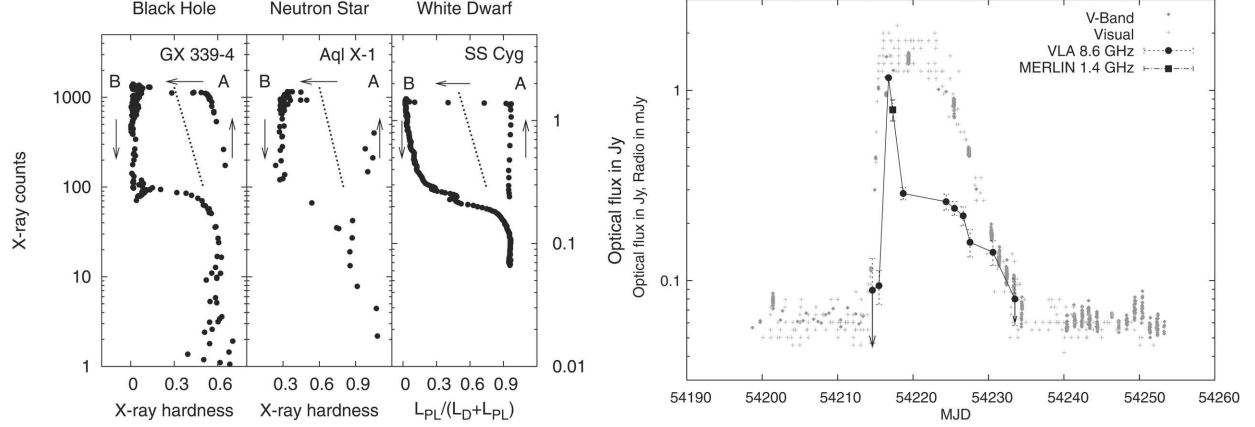 Black Hole
Neutron Star
White Dwarf
GX 339-4
Aql X-1
SS Cyg
B
A
B
A
B
A
X-ray counts
1000
100
10
1
1
0.1
0.01
0
0.3
0.6
0.3
0.6
0.9
0
0.3
0.6
0.9
X-ray hardness
X-ray hardness
L_PL/(L_D+L_PL)
V-Band
Visual
VLA 8.6 GHz
MERLIN 1.4 GHz
Optical flux in Jy
Optical flux in Jy, Radio in mJy
1
0.1
54190
54200
54210
54220
54230
54240
54250
54260
MJD